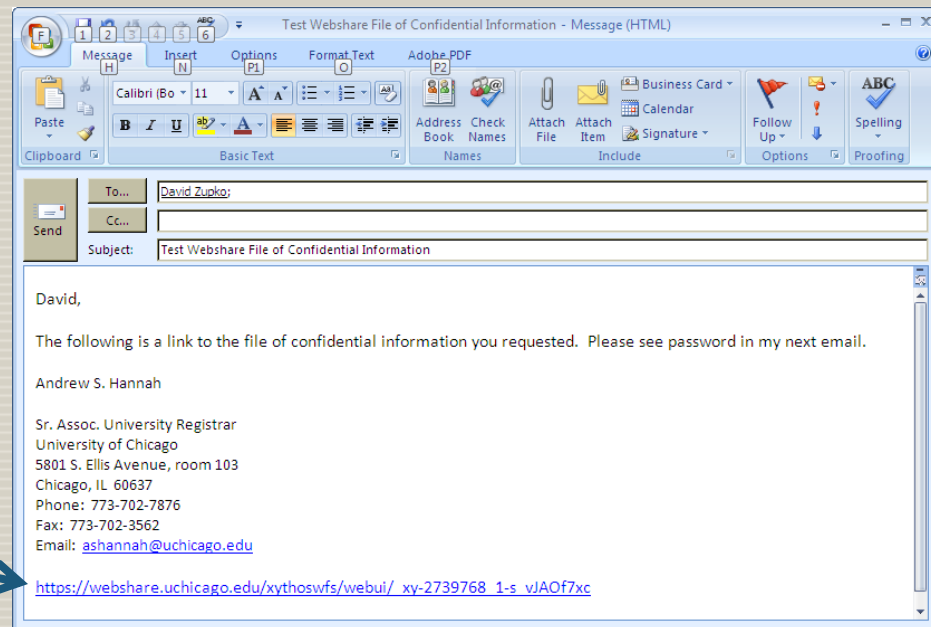 1 2 3 4 5 6
Test Webshare File of Confidential Information - Message (HTML)
F
Message Insert Options Format Text Adobe PDF
H N P1 O P2
Paste
Calibri (Bo 11 A A
B I U ab A
Address Book
Check Names
Attach File
Attach Item
Business Card
Calendar
Signature
Follow Up
ABC
Spelling
Clipboard Basic Text Names Include Options Proofing
Send
To... David Zupko;
Cc...
Subject: Test Webshare File of Confidential Information
David,
The following is a link to the file of confidential information you requested.  Please see password in my next email.
Andrew S. Hannah
Sr. Assoc. University Registrar
University of Chicago
5801 S. Ellis Avenue, room 103
Chicago, IL  60637
Phone:  773-702-7876
Fax:  773-702-3562
Email:  ashannah@uchicago.edu
https://webshare.uchicago.edu/xythoswfs/webui/_xy-2739768_1-s_vJAOf7xc